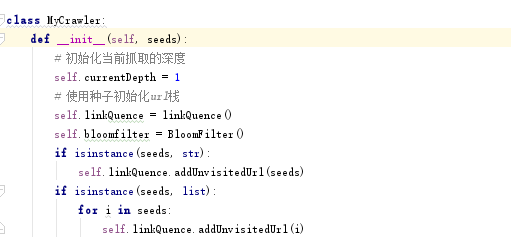 class MyCrawler:
def __init__(self, seeds):
# 初始化当前抓取的深度
self.currentDepth = 1
# 使用种子初始化url栈
self.linkQuence = linkQuence()
self.bloomfilter = BloomFilter()
if isinstance(seeds, str):
self.linkQuence.addUnvisitedUrl(seeds)
if isinstance(seeds, list):
for i in seeds:
self.linkQuence.addUnvisitedUrl(i)